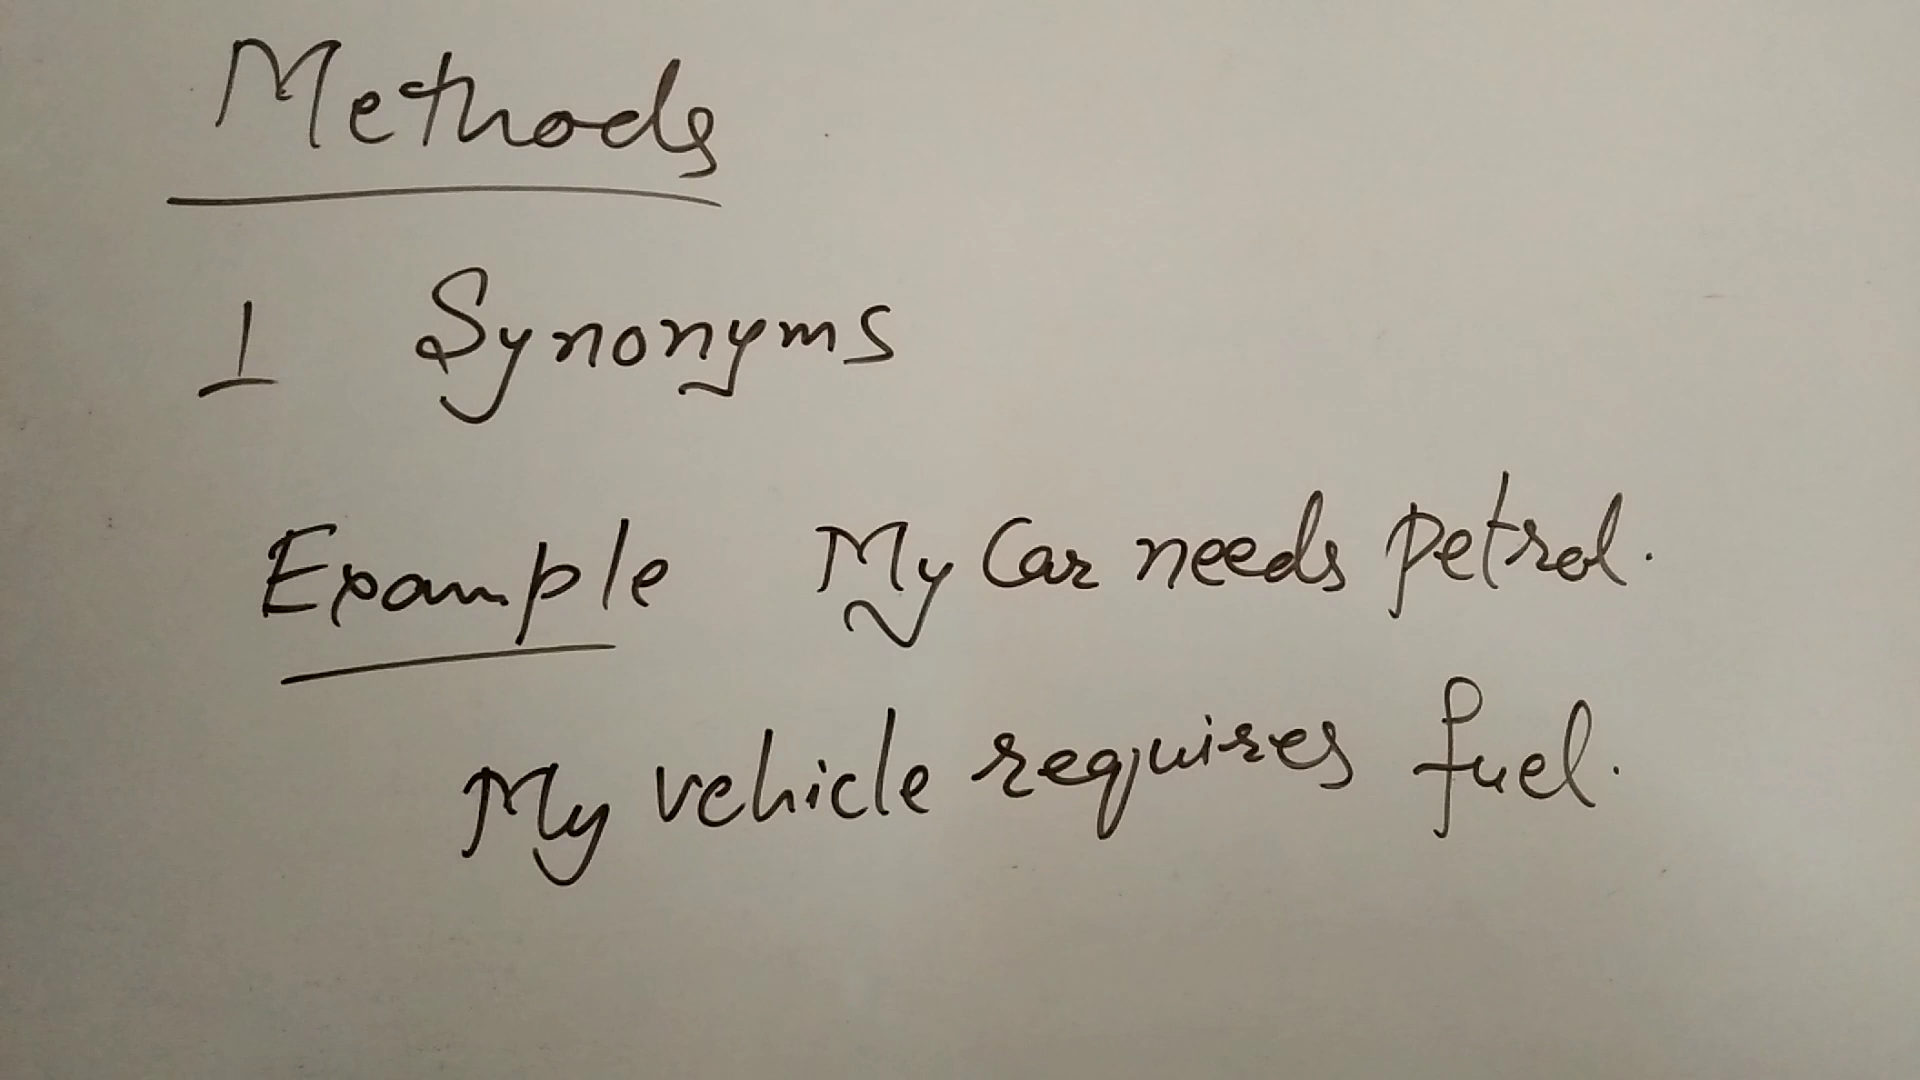 Methods
1 Synonyms
Example My Car needs petrol.
My vehicle requires fuel.